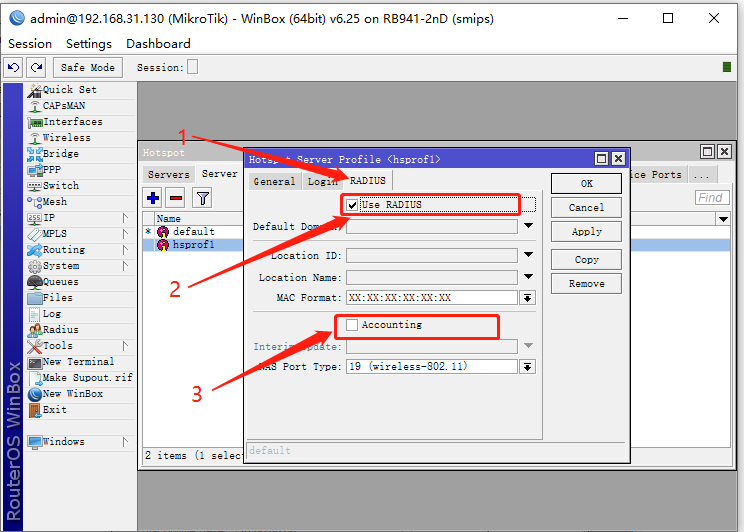 admin@192.168.31.130 (MikroTik) - WinBox (64bit) v6.25 on RB941-2nD (smips)
Session Settings Dashboard
Safe Mode Session:
Quick Set
CAPsMAN
Interfaces
Wireless
Bridge
PPP
Switch
Mesh
IP
MPLS
Routing
System
Queues
Files
Log
Radius
Tools
New Terminal
Make Supout.rif
New WinBox
Exit
Windows
RouterOS WinBox
Hotspot
Servers Server ice Ports ...
Find
Name
* default
hsprof1
2 items (1 selec
Hotspot Server Profile <hsprof1>
General Login RADIUS
Use RADIUS
Default Domain:
Location ID:
Location Name:
MAC Format: XX:XX:XX:XX:XX:XX
Accounting
Interim Update:
NAS Port Type: 19 (wireless-802.11)
OK
Cancel
Apply
Copy
Remove
default
1
2
3